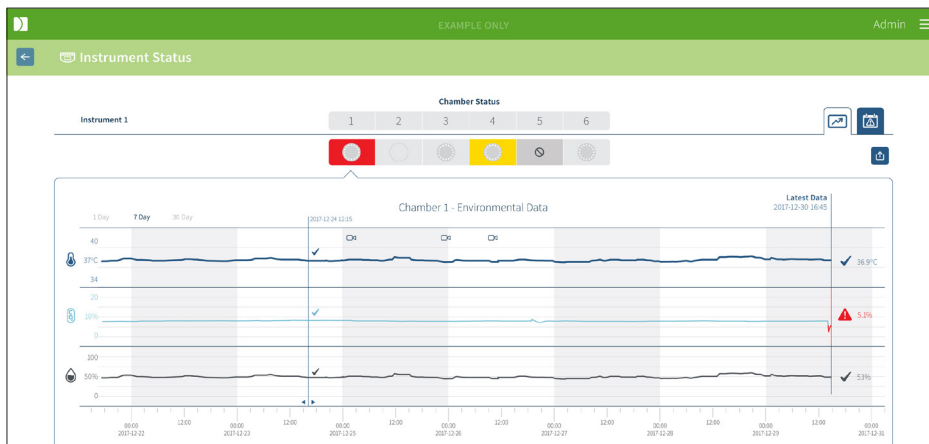 EXAMPLE ONLY
Admin
Instrument Status
Chamber Status
Instrument 1
1 2 3 4 5 6
Latest Data
2017-12-30 16:45
Chamber 1 - Environmental Data
1 Day 7 Day 30 Day
2017-12-24 12:15
40
37°C
36.9°C
34
20
10%
5.1%
0
100
50%
53%
0
00:00 12:00 00:00 12:00 00:00 12:00 00:00 12:00 00:00 12:00 00:00 12:00 00:00 12:00 00:00
2017-12-22 2017-12-23 2017-12-25 2017-12-26 2017-12-27 2017-12-28 2017-12-29 2017-12-31